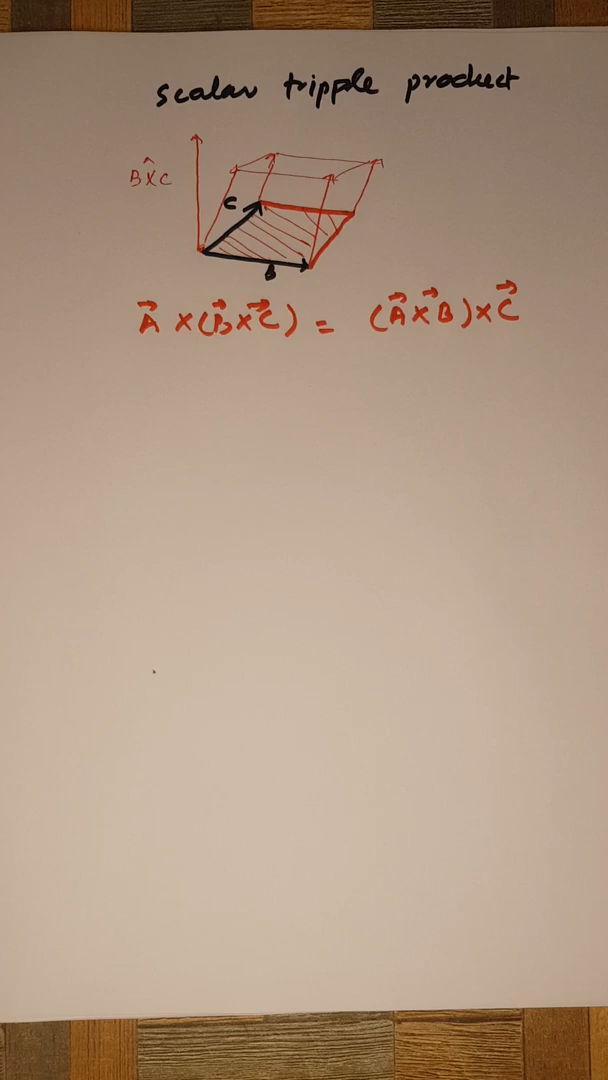 scalar tripple product
B×̂C
C
B
A⃗ ×(B⃗×C⃗) = (A⃗×B⃗)×C⃗